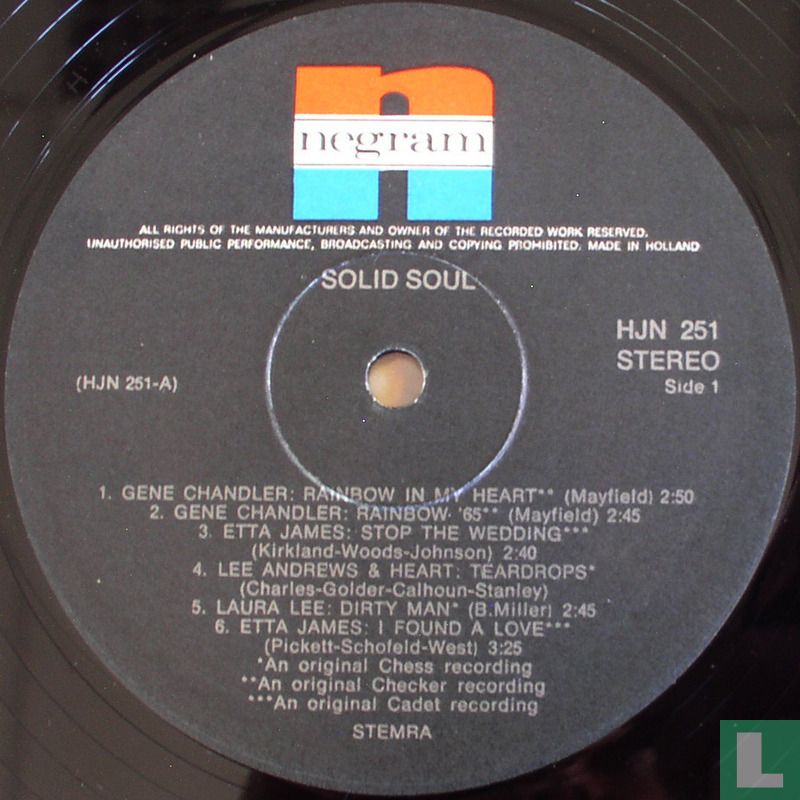 negram
ALL RIGHTS OF THE MANUFACTURERS AND OWNER OF THE RECORDED WORK RESERVED.
UNAUTHORISED PUBLIC PERFORMANCE, BROADCASTING AND COPYING PROHIBITED. MADE IN HOLLAND
SOLID SOUL
HJN 251
STEREO
Side 1
(HJN 251-A)
1. GENE CHANDLER: RAINBOW IN MY HEART** (Mayfield) 2:50
2. GENE CHANDLER: RAINBOW '65** (Mayfield) 2:45
3. ETTA JAMES: STOP THE WEDDING***
(Kirkland-Woods-Johnson) 2:40
4. LEE ANDREWS & HEART: TEARDROPS*
(Charles-Golder-Calhoun-Stanley)
5. LAURA LEE: DIRTY MAN* (B.Miller) 2:45
6. ETTA JAMES: I FOUND A LOVE***
(Pickett-Schofeld-West) 3:25
*An original Chess recording
**An original Checker recording
***An original Cadet recording
STEMRA
L